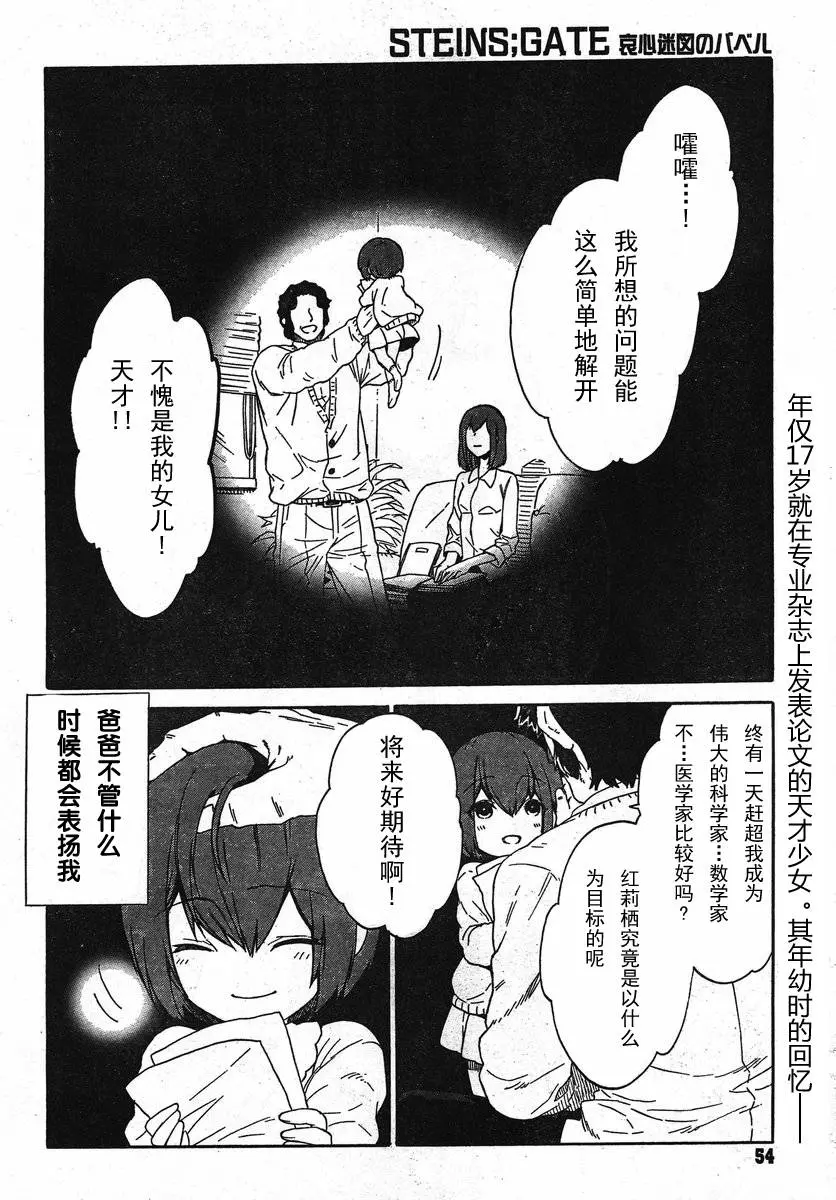 STEINS;GATE 哀心迷図のバベル
嚯嚯…!
我所想的问题能
这么简单地解开
不愧是我的女儿!
天才!!
年仅17岁就在专业杂志上发表论文的天才少女。其年幼时的回忆——
终有一天赶超我成为
伟大的科学家…数学家
不…医学家比较好吗?
红莉栖究竟是以什么
为目标的呢
将来好期待啊!
爸爸不管什么
时候都会表扬我
54